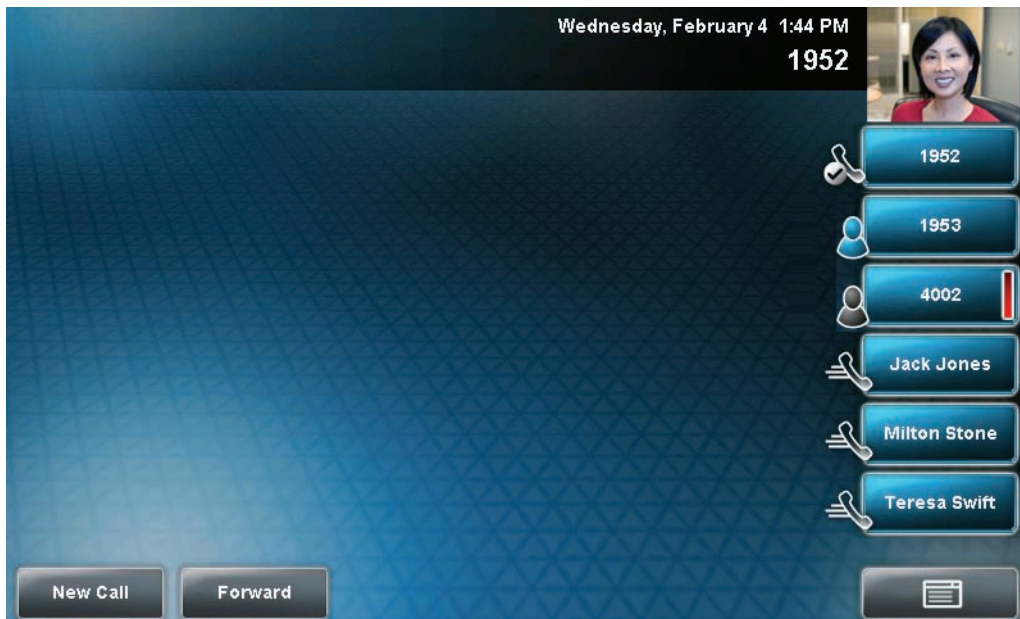 Wednesday, February 4 1:44 PM
1952
1952
1953
4002
Jack Jones
Milton Stone
Teresa Swift
New Call
Forward